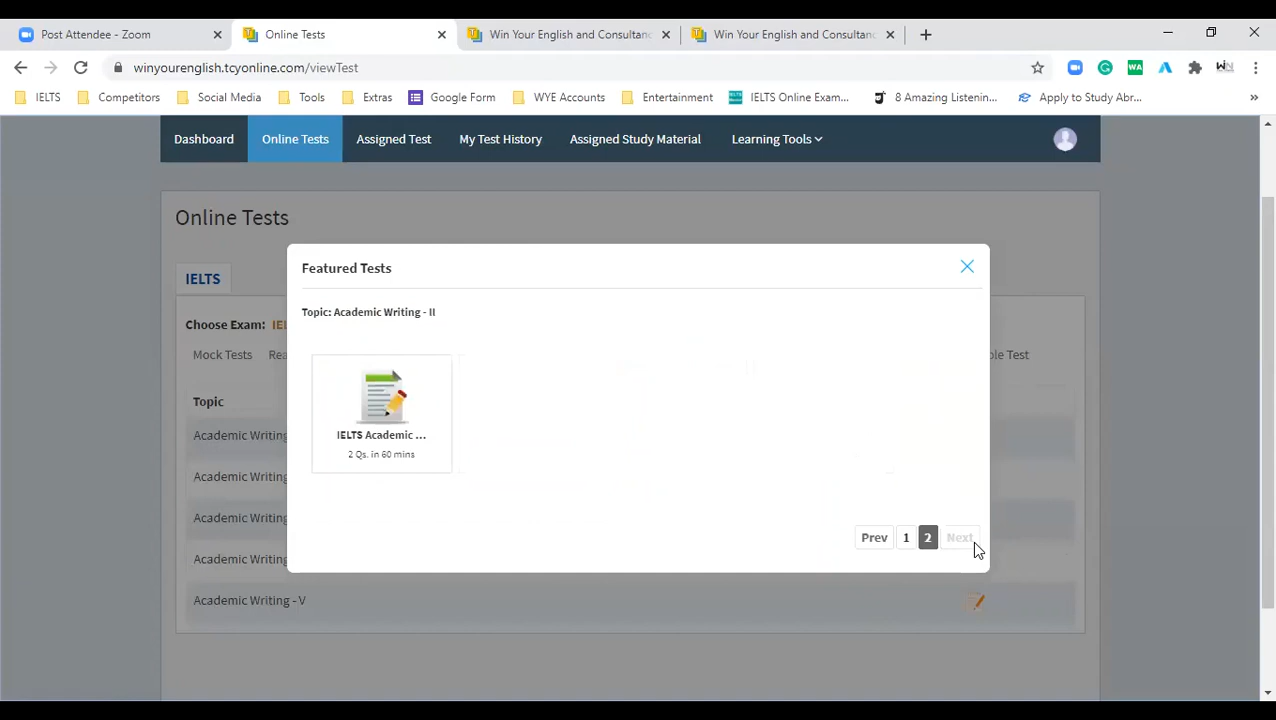 Post Attendee - Zoom
Online Tests
Win Your English and Consultanc
Win Your English and Consultanc
winyourenglish.tcyonline.com/viewTest
IELTS
Competitors
Social Media
Tools
Extras
Google Form
WYE Accounts
Entertainment
IELTS Online Exam...
8 Amazing Listenin...
Apply to Study Abr...
»
Dashboard
Online Tests
Assigned Test
My Test History
Assigned Study Material
Learning Tools
Online Tests
Featured Tests
IELTS
Topic: Academic Writing - II
Choose Exam: IEL
Mock Tests
Rea
le Test
Topic
Academic Writing
IELTS Academic ...
2 Qs. in 60 mins
Academic Writing
Academic Writing
Prev 1 2 Next
Academic Writing
Academic Writing - V